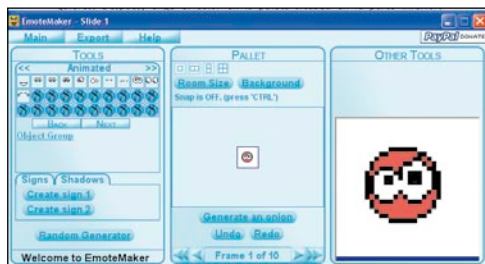 EmoteMaker - Slide 1
Main Export Help
PayPal DONATE
TOOLS
<< Animated >>
BACK NEXT
Object Group
Signs Shadows
Create sign 1
Create sign 2
Random Generator
Welcome to EmoteMaker
PALLET
Room Size Background
Snap is OFF. (press 'CTRL')
Generate an onion
Undo Redo
Frame 1 of 10
OTHER TOOLS